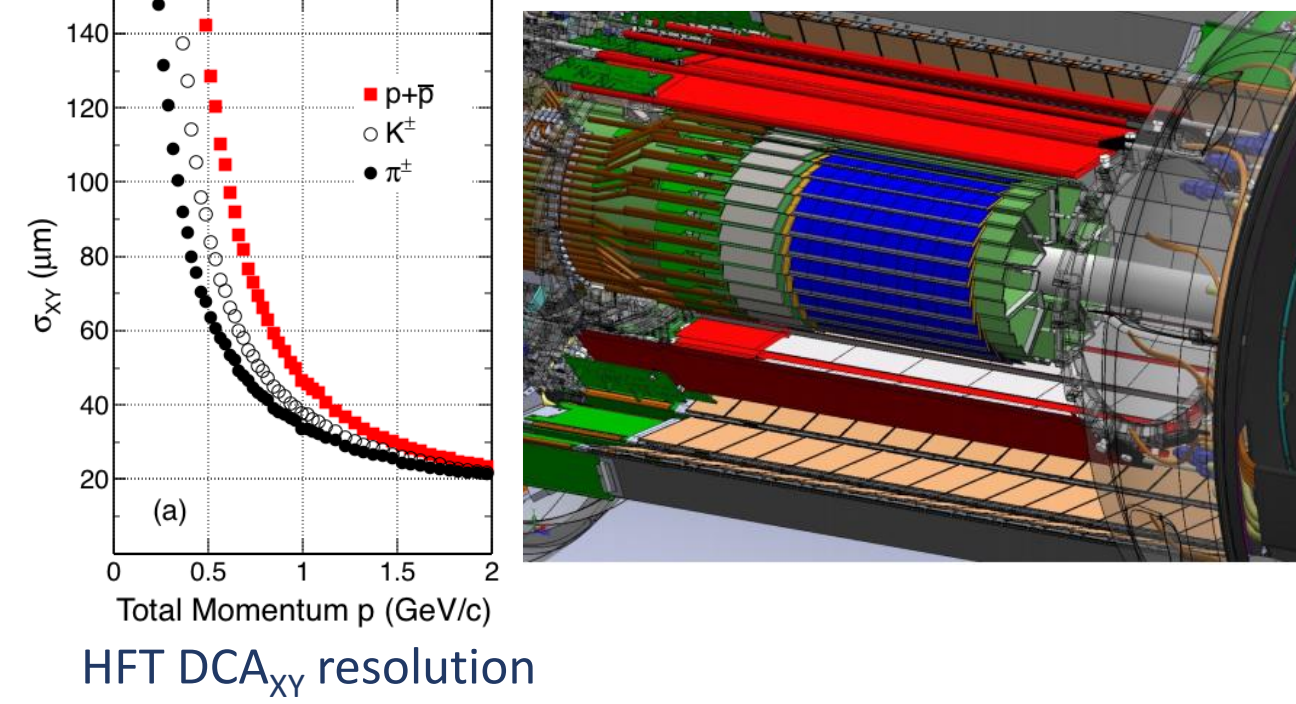 140
120
100
80
60
40
20
σXY (μm)
p+p̅
K±
π±
(a)
0 0.5 1 1.5 2
Total Momentum p (GeV/c)
HFT DCAXY resolution